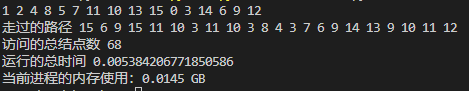 1 2 4 8 5 7 11 10 13 15 0 3 14 6 9 12
走过的路径 15 6 9 15 11 10 3 11 10 3 8 4 3 7 6 9 14 13 9 10 11 12
访问的总结点数 68
运行的总时间 0.005384206771850586
当前进程的内存使用: 0.0145 GB